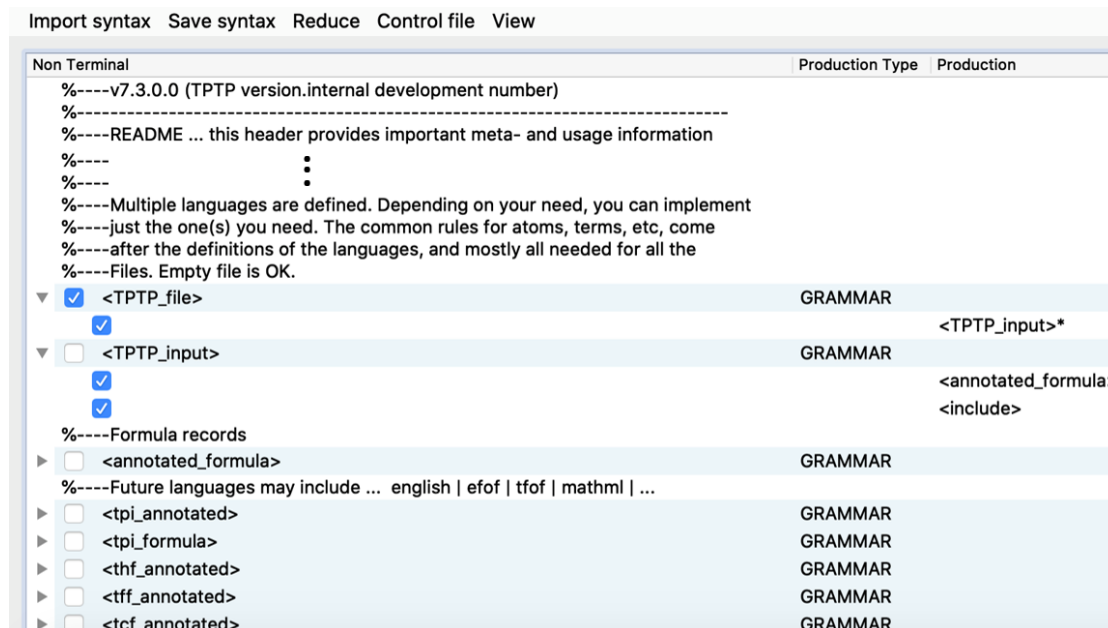 Import syntax Save syntax Reduce Control file View
Non Terminal Production Type Production
%----v7.3.0.0 (TPTP version.internal development number)
%------------------------------------------------------------------------------
%----README ... this header provides important meta- and usage information
%----
%----
%----Multiple languages are defined. Depending on your need, you can implement
%----just the one(s) you need. The common rules for atoms, terms, etc, come
%----after the definitions of the languages, and mostly all needed for all the
%----Files. Empty file is OK.
<TPTP_file> GRAMMAR
<TPTP_input>*
<TPTP_input> GRAMMAR
<annotated_formula
<include>
%----Formula records
<annotated_formula> GRAMMAR
%----Future languages may include ... english | efof | tfof | mathml | ...
<tpi_annotated> GRAMMAR
<tpi_formula> GRAMMAR
<thf_annotated> GRAMMAR
<tff_annotated> GRAMMAR
<tcf_annotated> GRAMMAR